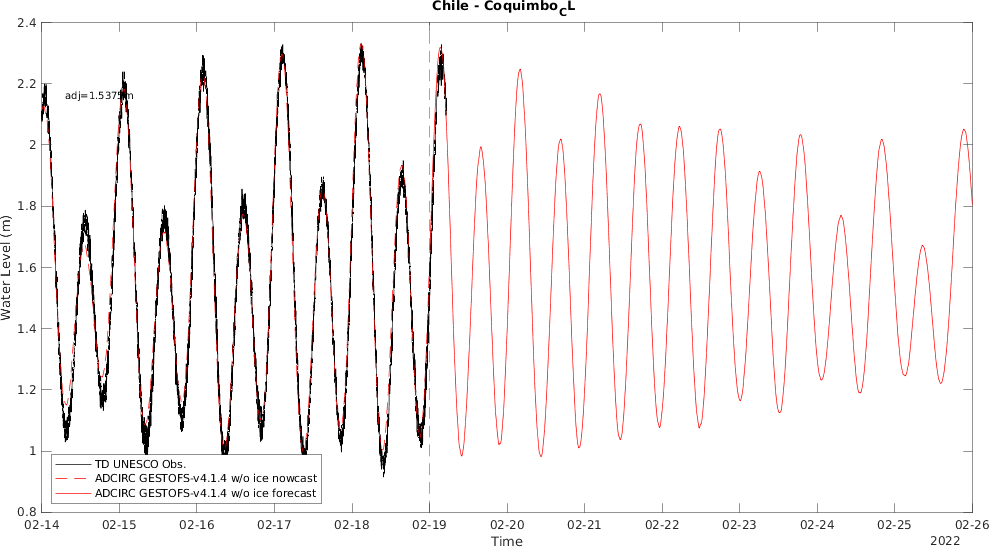 Chile - Coquimbo_CL
2.4
2.2
2
1.8
1.6
1.4
1.2
1
0.8
Water Level (m)
adj=1.5375m
TD UNESCO Obs.
ADCIRC GESTOFS-v4.1.4 w/o ice nowcast
ADCIRC GESTOFS-v4.1.4 w/o ice forecast
02-14 02-15 02-16 02-17 02-18 02-19 02-20 02-21 02-22 02-23 02-24 02-25 02-26
Time
2022